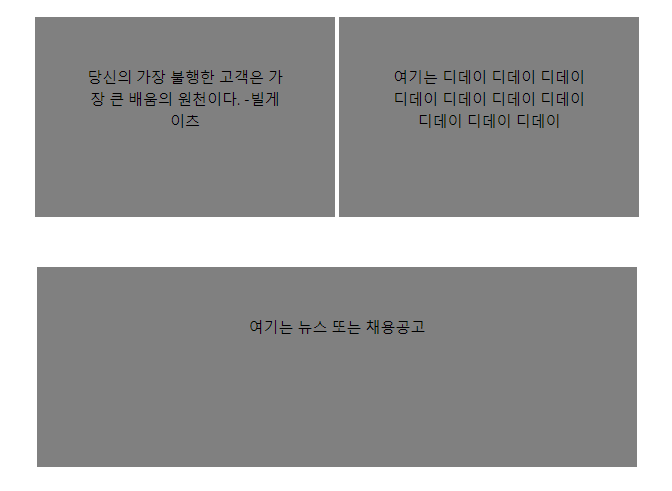 당신의 가장 불행한 고객은 가
장 큰 배움의 원천이다. -빌게
이츠
여기는 디데이 디데이 디데이
디데이 디데이 디데이 디데이
디데이 디데이 디데이
여기는 뉴스 또는 채용공고